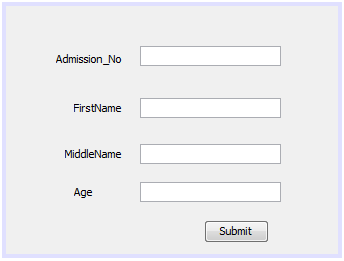 Admission_No
FirstName
MiddleName
Age
Submit